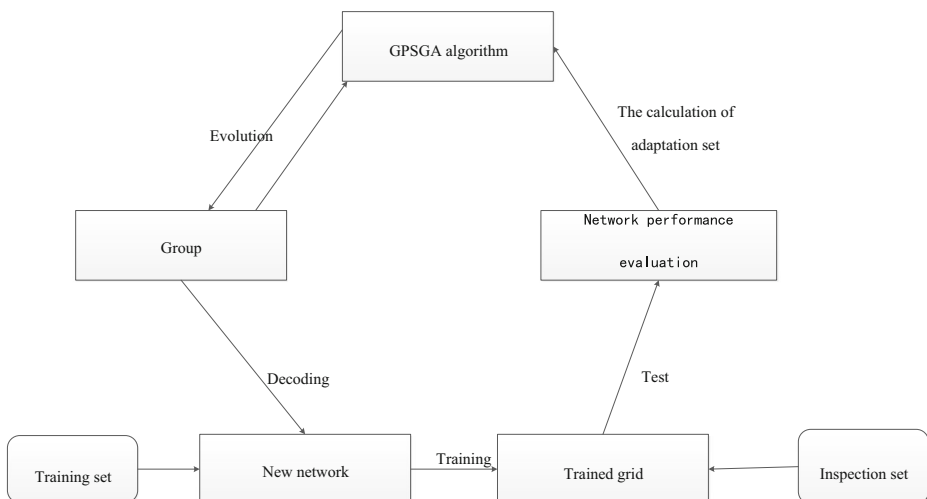 GPSGA algorithm
The calculation of
adaptation set
Evolution
Group
Network performance
evaluation
Decoding
Test
Training set
New network
Training
Trained grid
Inspection set